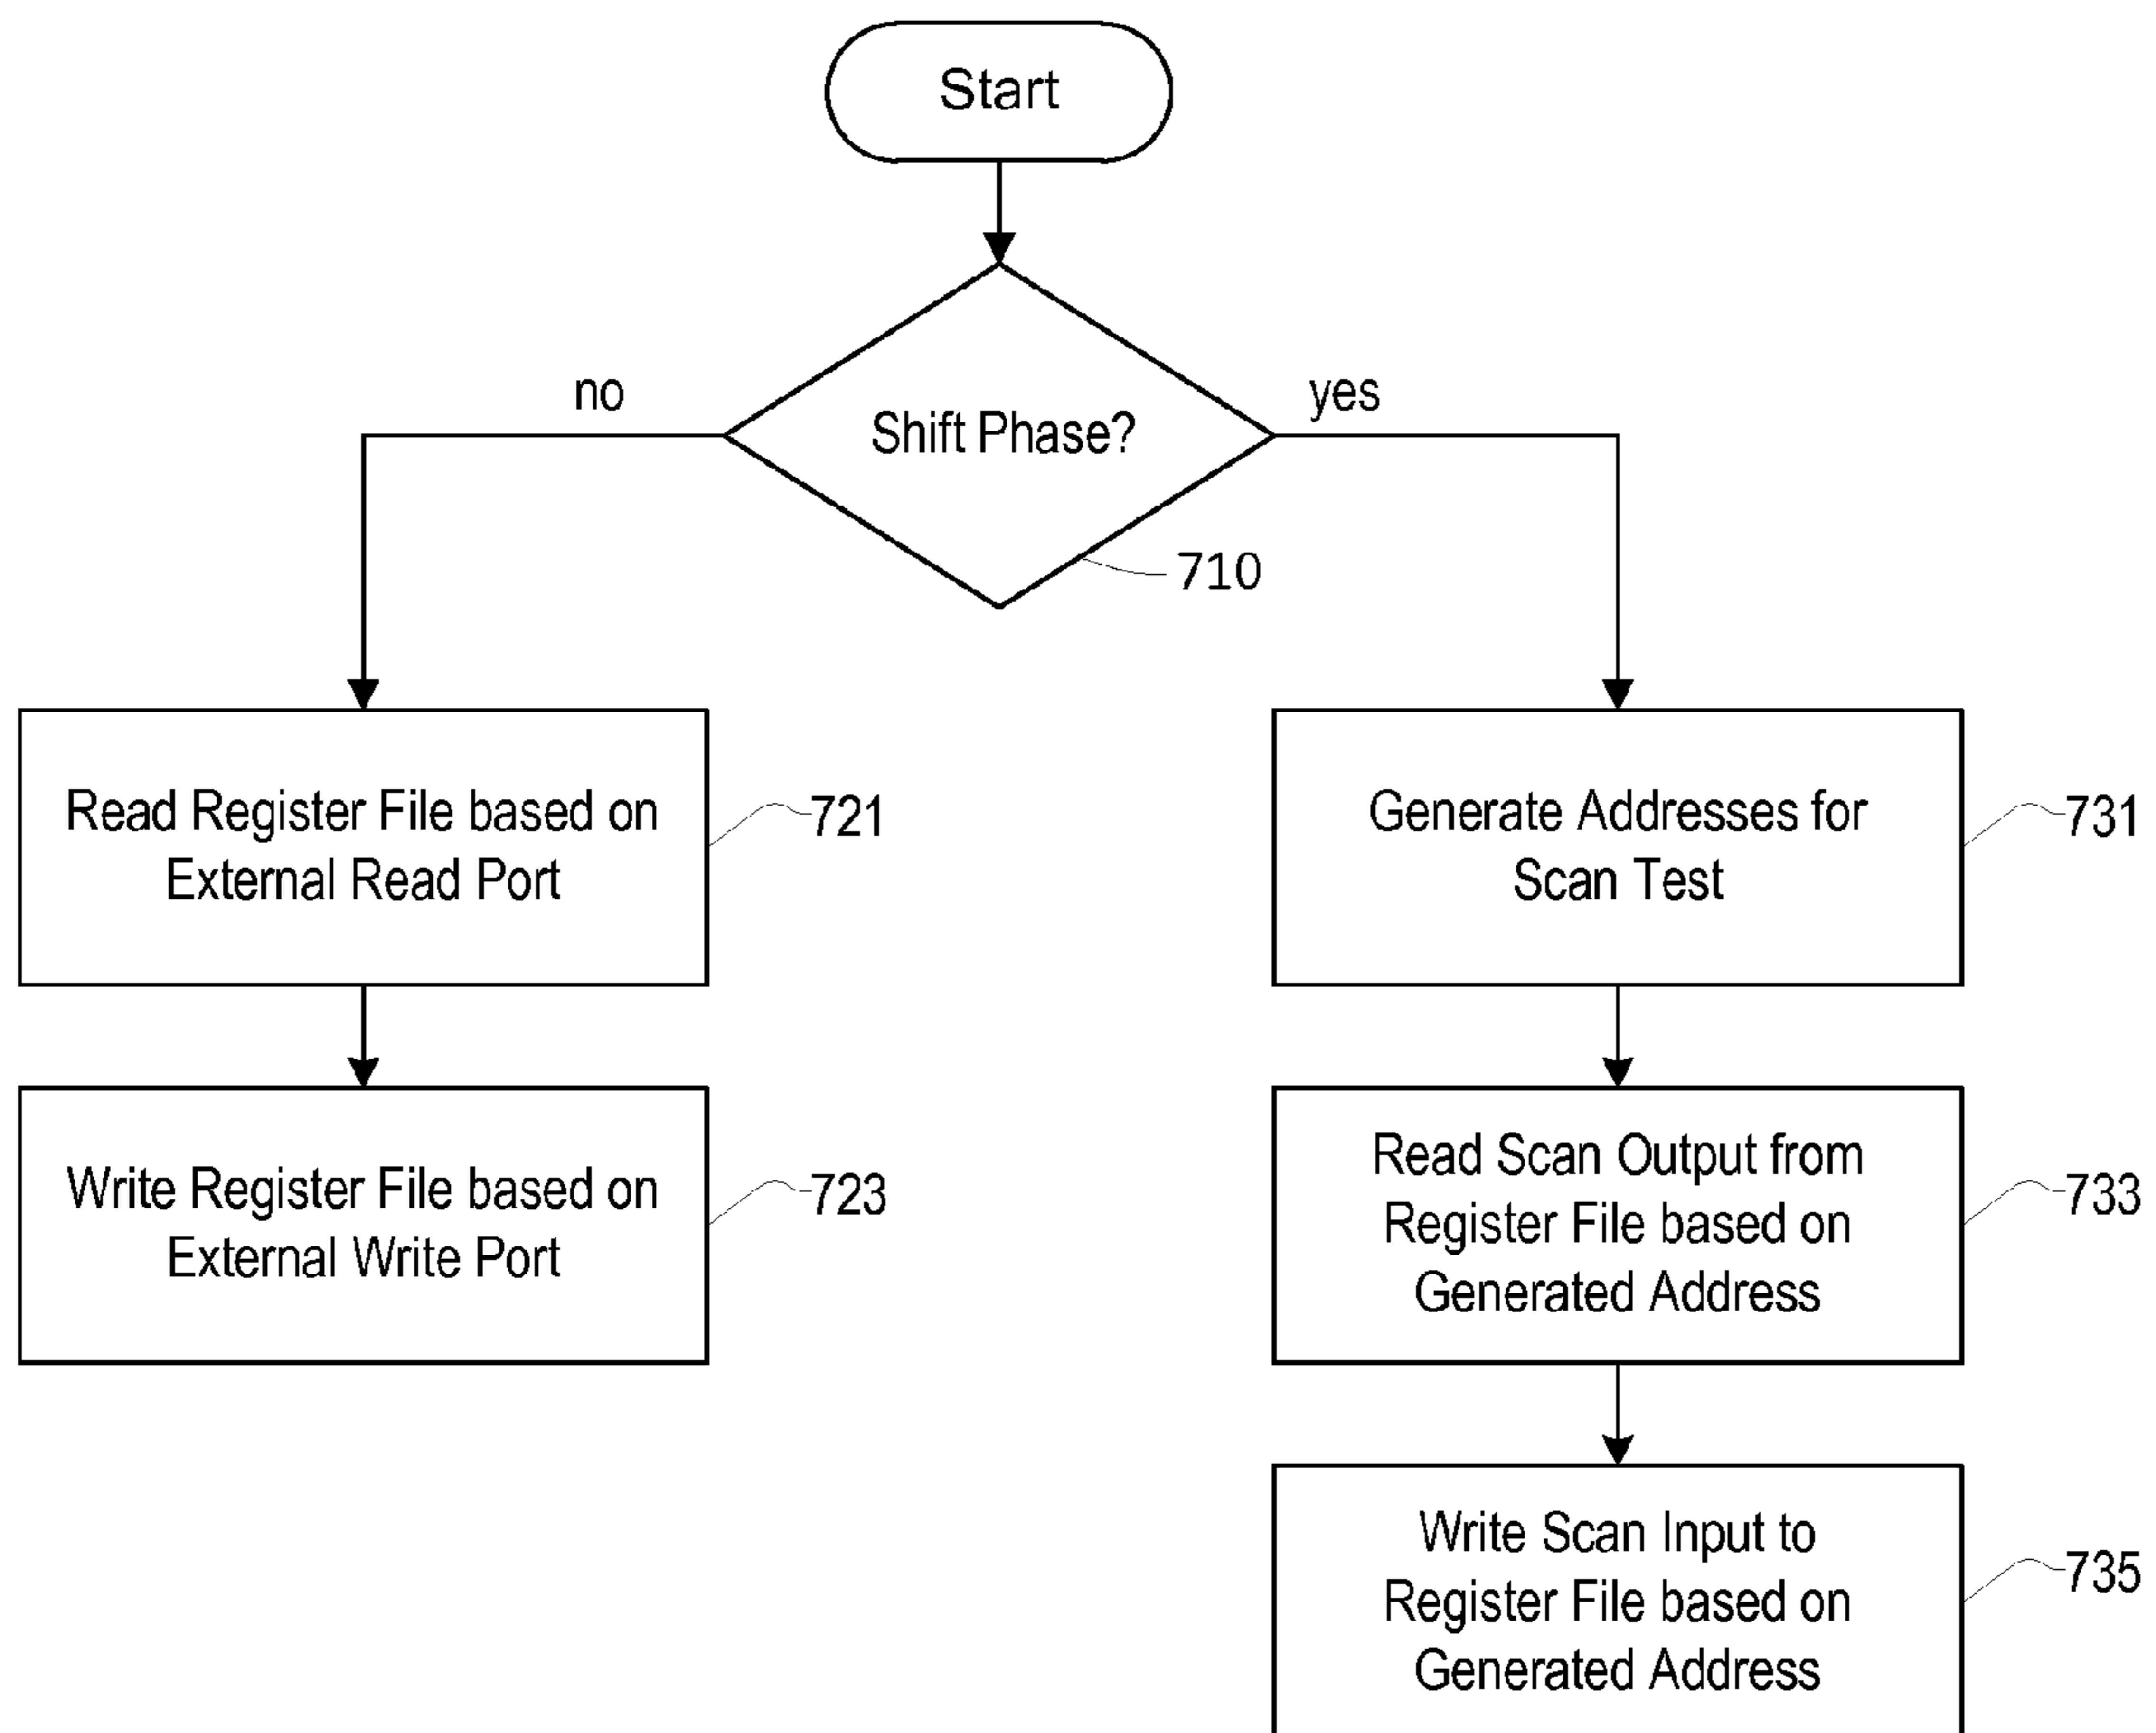 Start
no
yes
Shift Phase?
710
Read Register File based on
External Read Port
721
Generate Addresses for
Scan Test
731
Write Register File based on
External Write Port
723
Read Scan Output from
Register File based on
Generated Address
733
Write Scan Input to
Register File based on
Generated Address
735